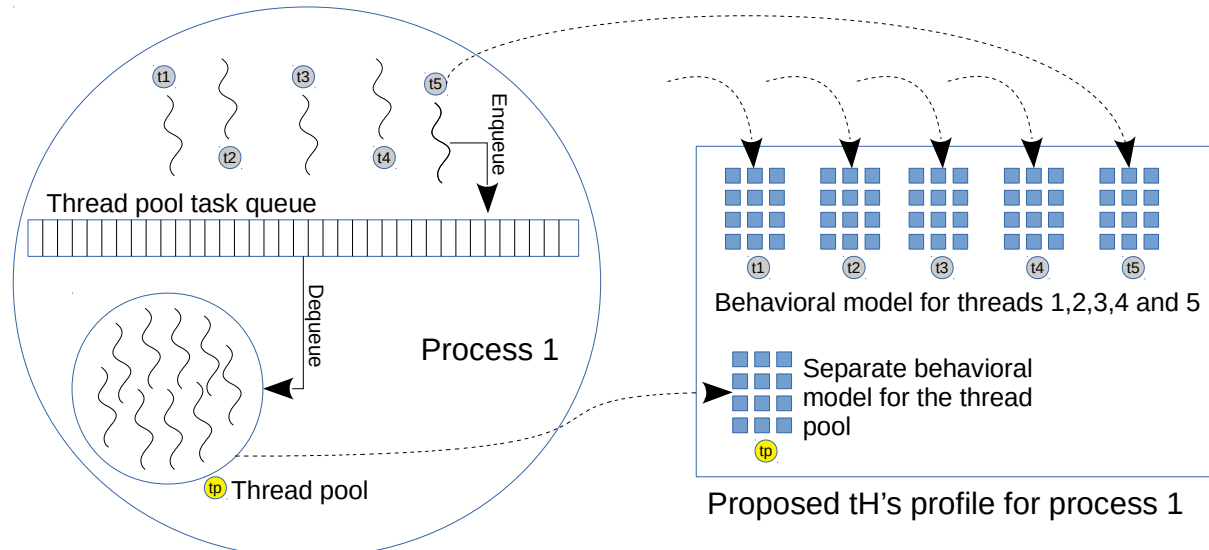 t1
t3
t5
t2
t4
Enqueue
Thread pool task queue
Dequeue
Process 1
tp Thread pool
t1
t2
t3
t4
t5
Behavioral model for threads 1,2,3,4 and 5
Separate behavioral
model for the thread
pool
tp
Proposed tH's profile for process 1